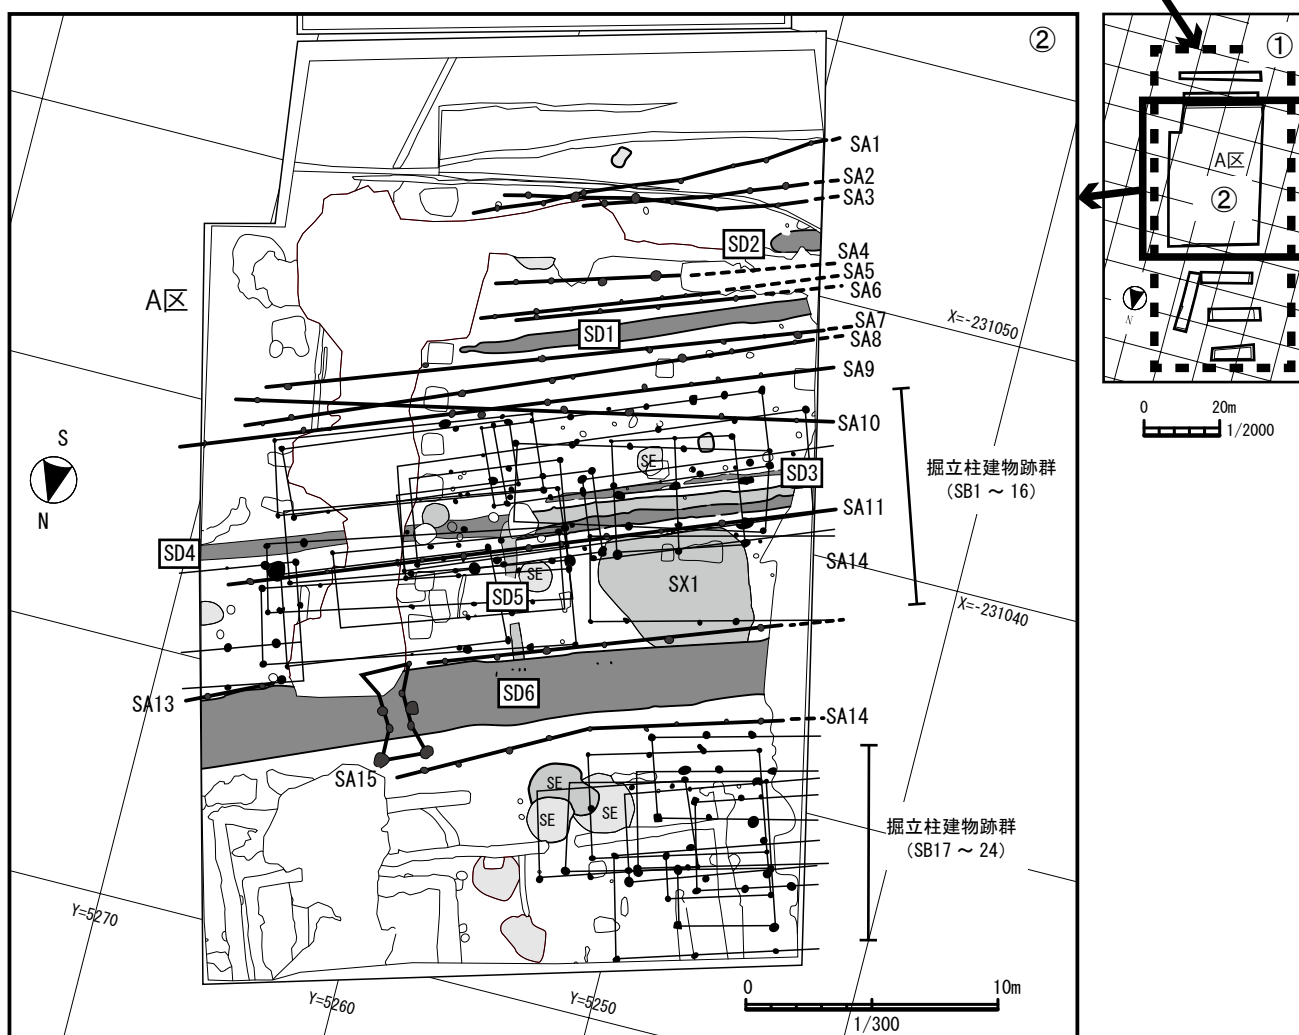 ②
SA1
SA2
SA3
SD2
SA4
SA5
SA6
A区
SD1
SA7
SA8
X=-231050
SA9
SA10
S
N
SE
SD3
掘立柱建物跡群
（SB1 ～ 16）
SA11
SD4
SA14
SE
SX1
SD5
X=-231040
SD6
SA13
SA14
SA15
SE
SE
SE
掘立柱建物跡群
（SB17 ～ 24）
Y=5270
Y=5260
Y=5250
0 10m
1/300
①
A区
②
N
0 20m
1/2000